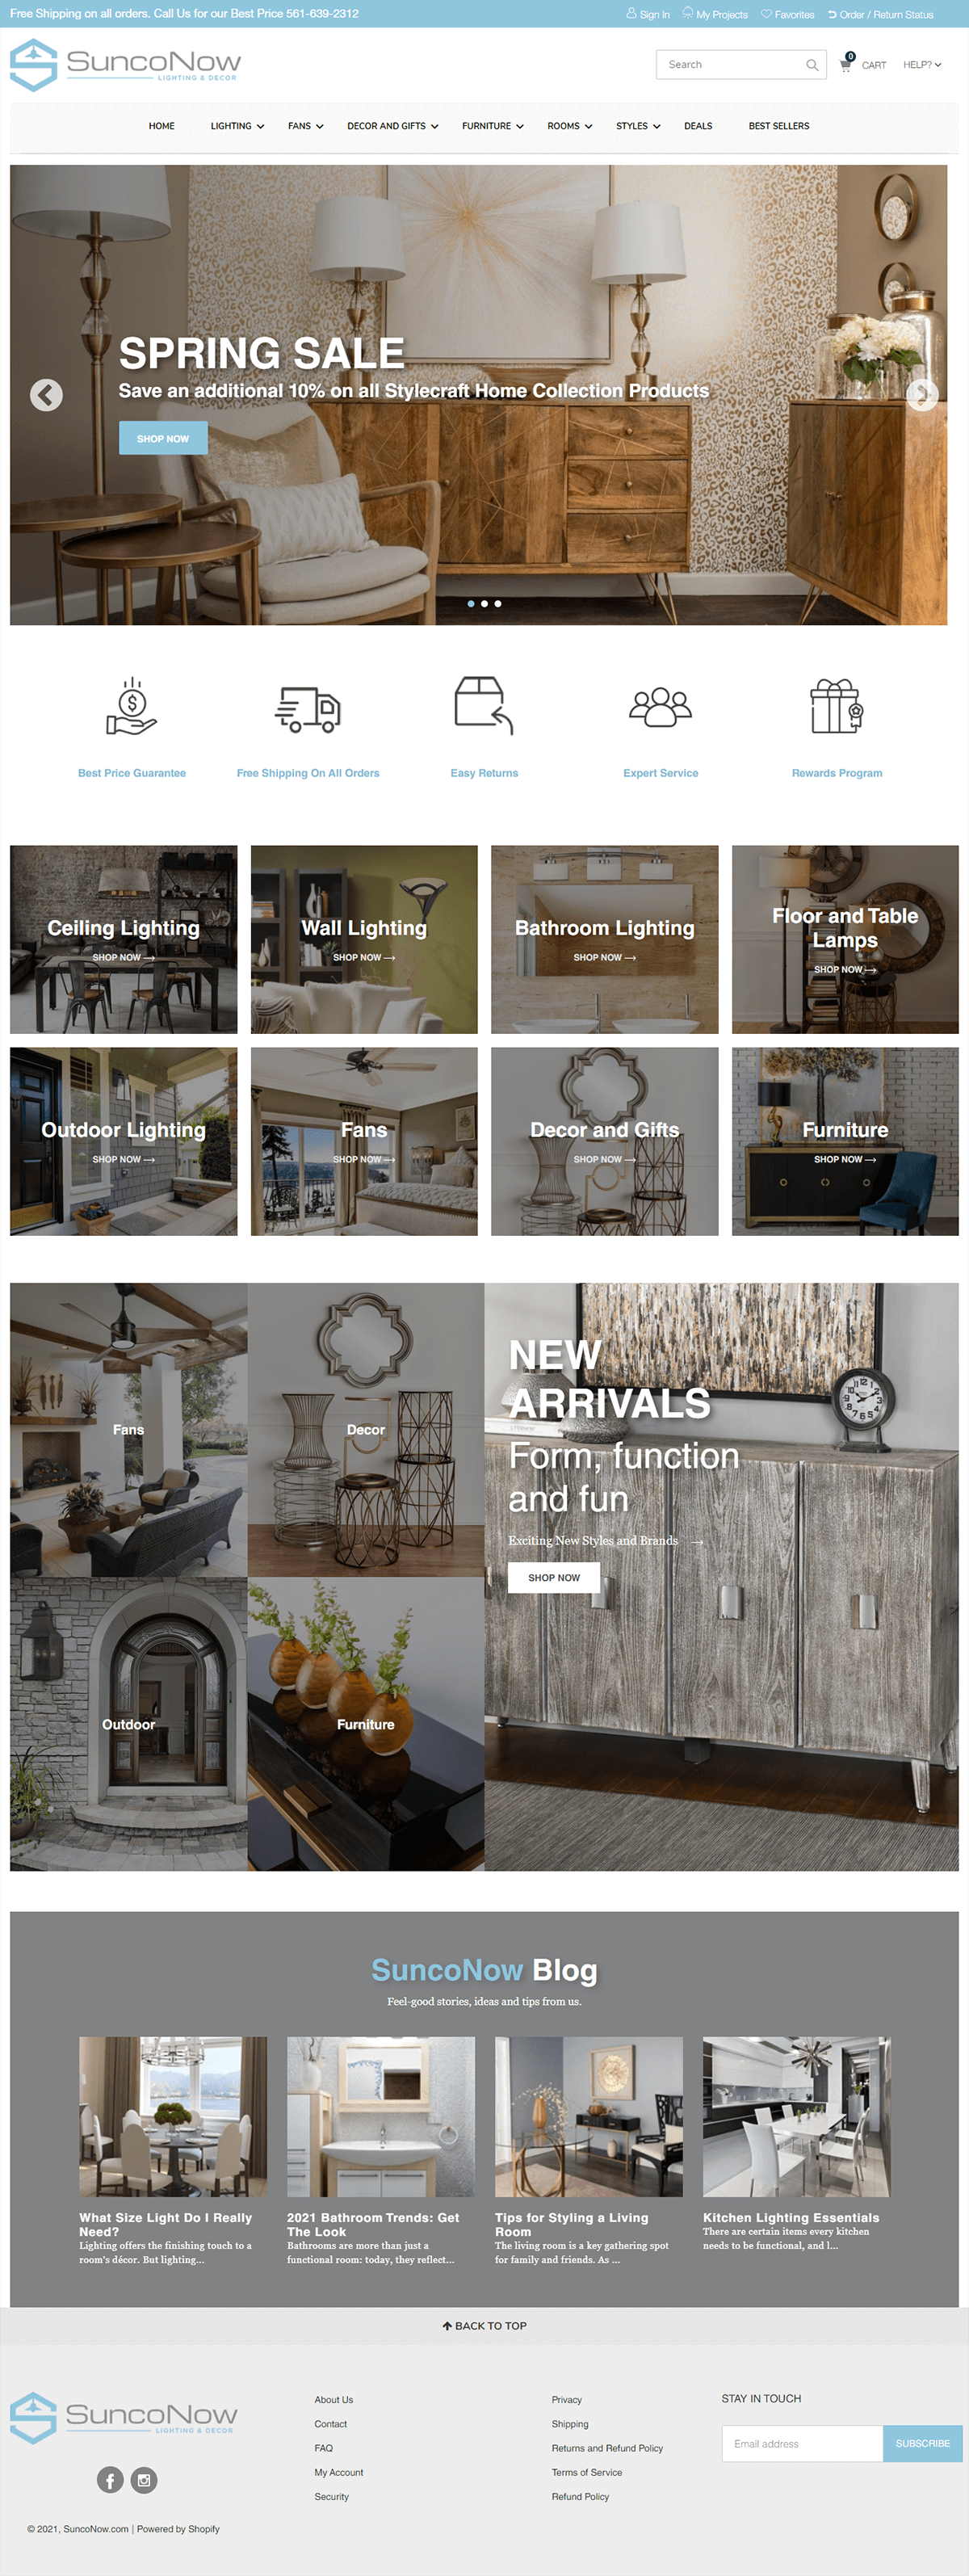 Free Shipping on all orders. Call Us for our Best Price 561-639-2312
Sign In My Projects Favorites Order / Return Status
SuncoNow
LIGHTING & DECOR
Search
0
CART
HELP?
HOME LIGHTING FANS DECOR AND GIFTS FURNITURE ROOMS STYLES DEALS BEST SELLERS
SPRING SALE
Save an additional 10% on all Stylecraft Home Collection Products
SHOP NOW
Best Price Guarantee
Free Shipping On All Orders
Easy Returns
Expert Service
Rewards Program
Ceiling Lighting
SHOP NOW →
Wall Lighting
SHOP NOW →
Bathroom Lighting
SHOP NOW →
Floor and Table
Lamps
SHOP NOW →
Outdoor Lighting
SHOP NOW →
Fans
SHOP NOW →
Decor and Gifts
SHOP NOW →
Furniture
SHOP NOW →
Fans
Decor
Outdoor
Furniture
NEW
ARRIVALS
Form, function
and fun
Exciting New Styles and Brands →
SHOP NOW
SuncoNow Blog
Feel-good stories, ideas and tips from us.
What Size Light Do I Really
Need?
Lighting offers the finishing touch to a
room's décor. But lighting...
2021 Bathroom Trends: Get
The Look
Bathrooms are more than just a
functional room: today, they reflect...
Tips for Styling a Living
Room
The living room is a key gathering spot
for family and friends. As ...
Kitchen Lighting Essentials
There are certain items every kitchen
needs to be functional, and l...
BACK TO TOP
SuncoNow
LIGHTING & DECOR
© 2021, SuncoNow.com | Powered by Shopify
About Us
Contact
FAQ
My Account
Security
Privacy
Shipping
Returns and Refund Policy
Terms of Service
Refund Policy
STAY IN TOUCH
Email address
SUBSCRIBE